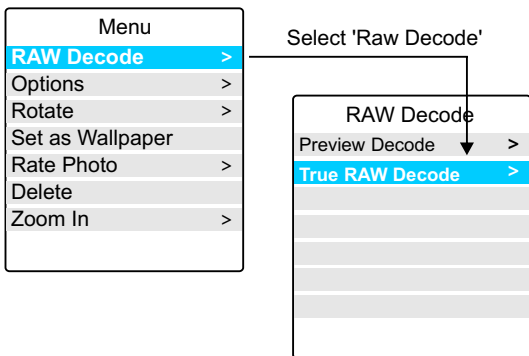 Menu
RAW Decode >
Options >
Rotate >
Set as Wallpaper
Rate Photo >
Delete
Zoom In >
Select 'Raw Decode'
RAW Decode
Preview Decode >
True RAW Decode >